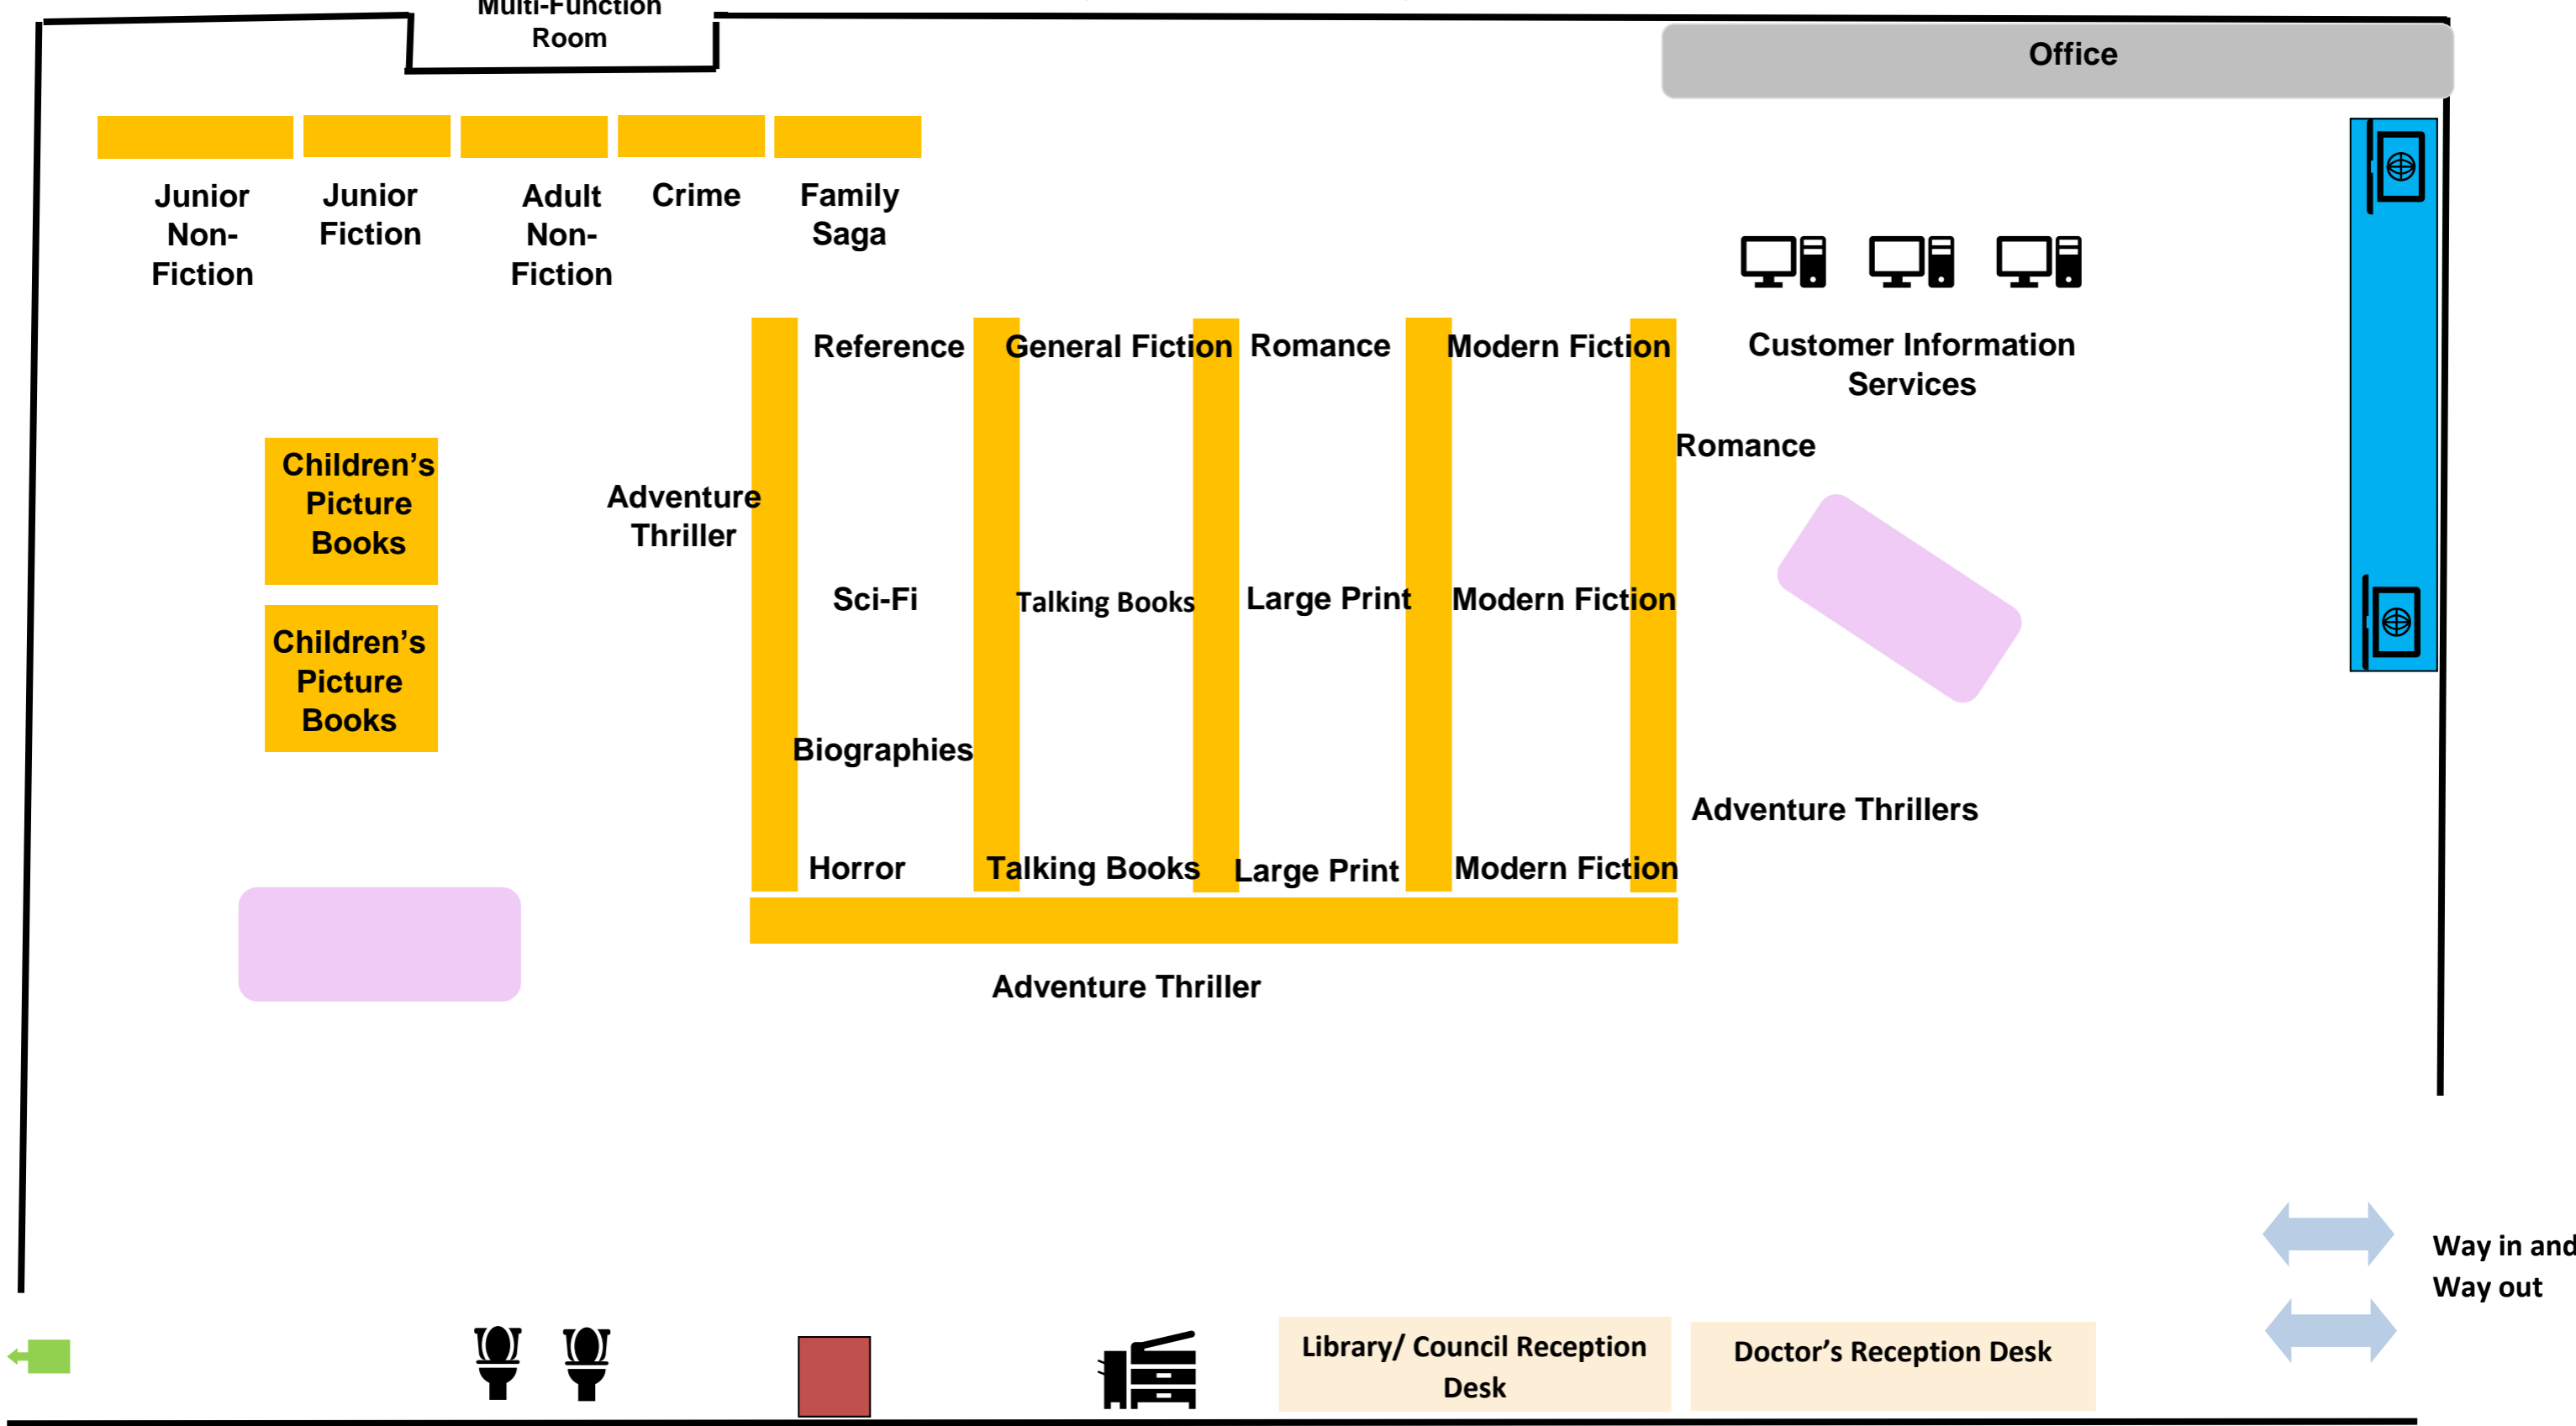 Multi-Function
Room
Office
Junior
Non-
Fiction
Junior
Fiction
Adult
Non-
Fiction
Crime
Family
Saga
Reference
General Fiction
Romance
Modern Fiction
Customer Information
Services
Romance
Children's
Picture
Books
Adventure
Thriller
Sci-Fi
Talking Books
Large Print
Modern Fiction
Children's
Picture
Books
Biographies
Adventure Thrillers
Horror
Talking Books
Large Print
Modern Fiction
Adventure Thriller
Way in and
Way out
Library/ Council Reception
Desk
Doctor's Reception Desk